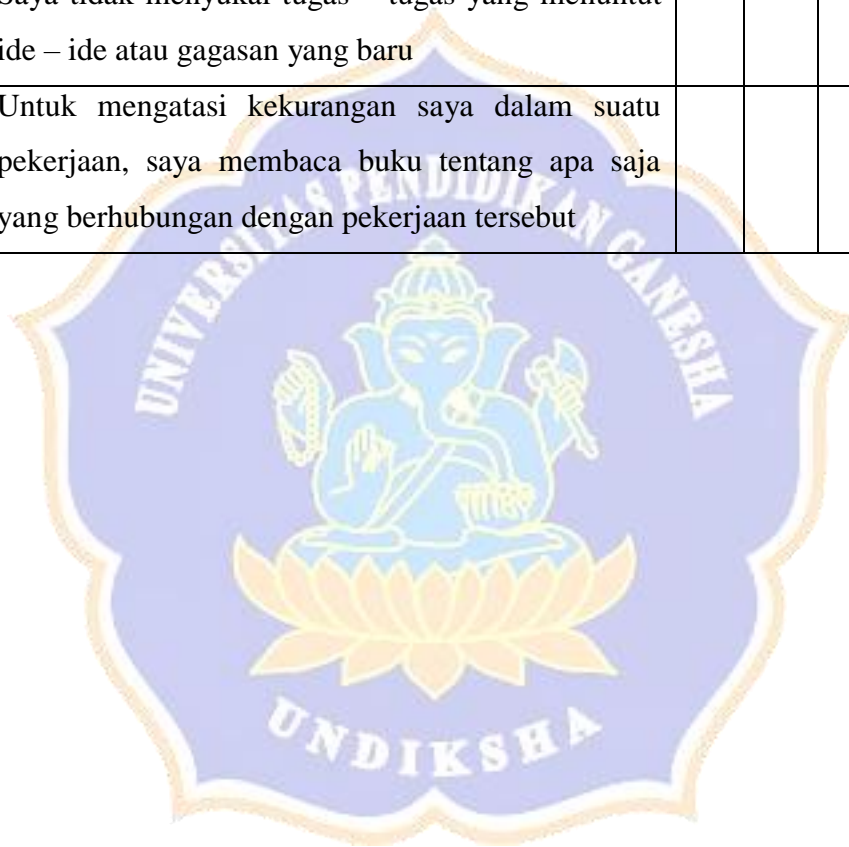 Saya tidak menyukai tugas – tugas yang menuntut
ide – ide atau gagasan yang baru
Untuk mengatasi kekurangan saya dalam suatu
pekerjaan, saya membaca buku tentang apa saja
yang berhubungan dengan pekerjaan tersebut
UNIVERSITAS PENDIDIKAN GANESHA
UNDIKSHA